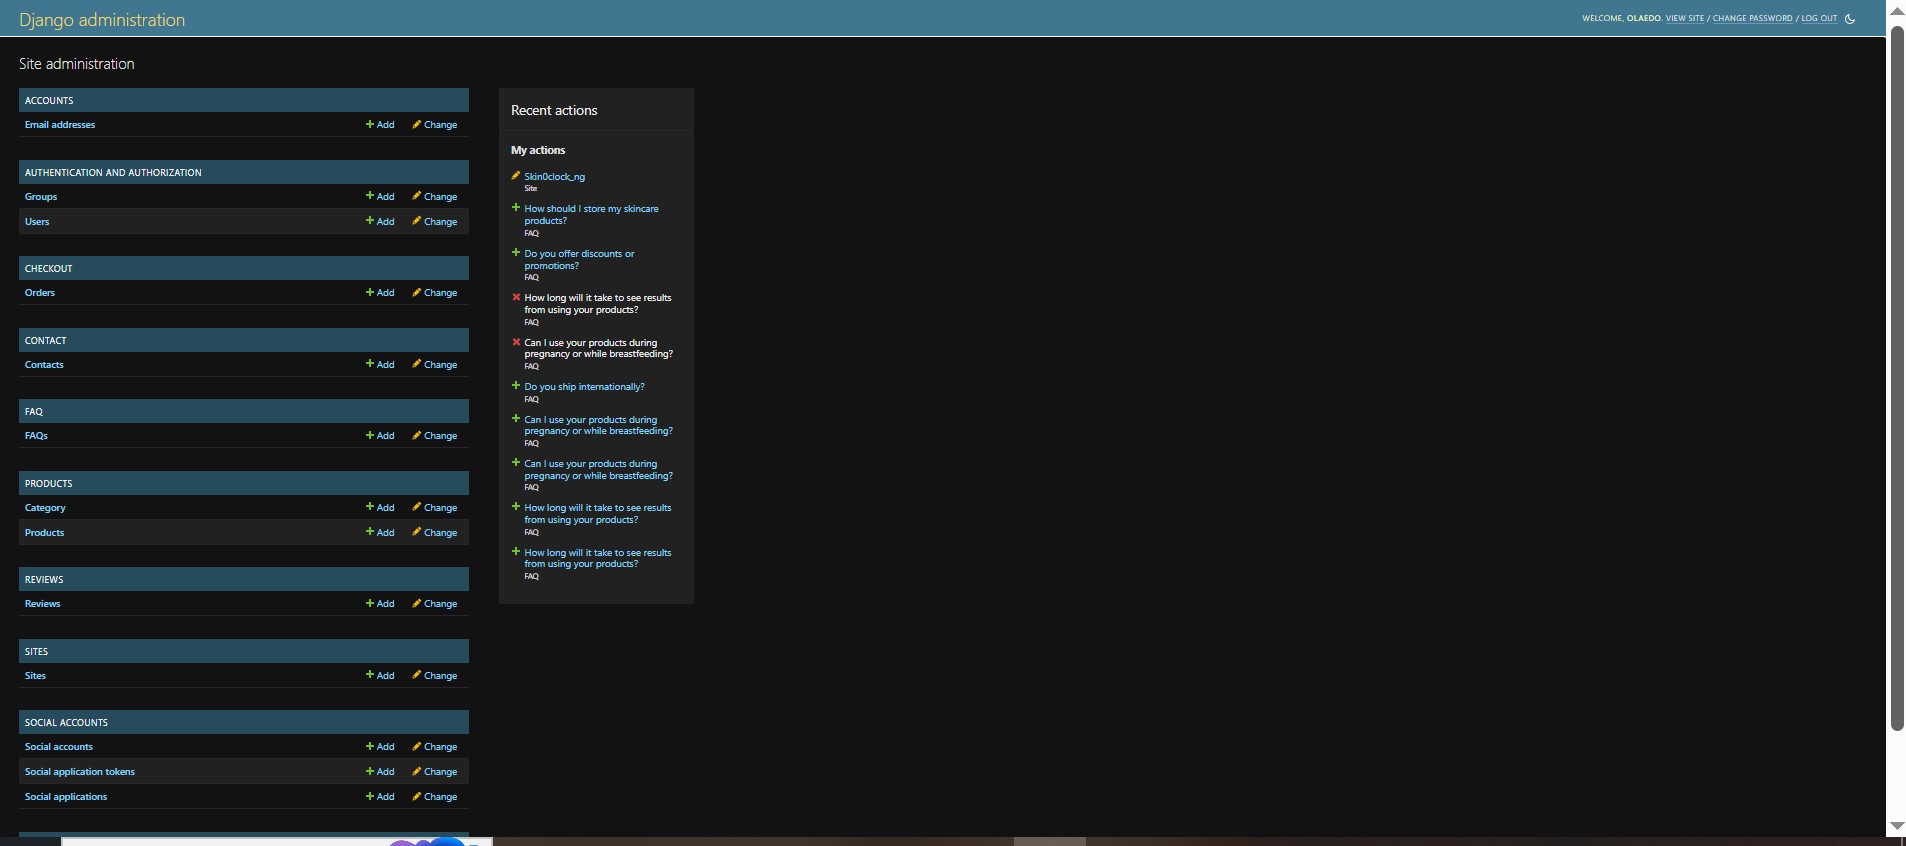 Django administration
WELCOME, OLAEDO. VIEW SITE / CHANGE PASSWORD / LOG OUT
Site administration
ACCOUNTS
Email addresses Add Change
AUTHENTICATION AND AUTHORIZATION
Groups Add Change
Users Add Change
CHECKOUT
Orders Add Change
CONTACT
Contacts Add Change
FAQ
FAQs Add Change
PRODUCTS
Category Add Change
Products Add Change
REVIEWS
Reviews Add Change
SITES
Sites Add Change
SOCIAL ACCOUNTS
Social accounts Add Change
Social application tokens Add Change
Social applications Add Change
Recent actions
My actions
Skin0clock_ng
Site
How should I store my skincare
products?
FAQ
Do you offer discounts or
promotions?
FAQ
How long will it take to see results
from using your products?
FAQ
Can I use your products during
pregnancy or while breastfeeding?
FAQ
Do you ship internationally?
FAQ
Can I use your products during
pregnancy or while breastfeeding?
FAQ
Can I use your products during
pregnancy or while breastfeeding?
FAQ
How long will it take to see results
from using your products?
FAQ
How long will it take to see results
from using your products?
FAQ